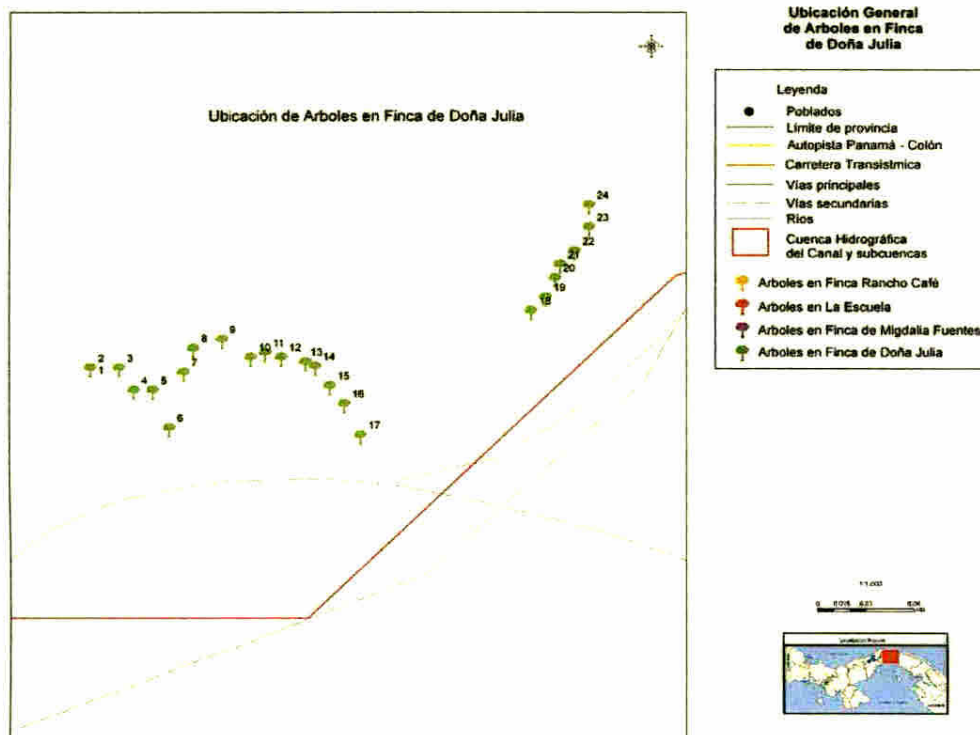 Ubicación General
de Arboles en Finca
de Doña Julia
Ubicación de Arboles en Finca de Doña Julia
Leyenda
Poblados
Límite de provincia
Autopista Panamá - Colón
Carretera Transístmica
Vías principales
Vías secundarias
Ríos
Cuenca Hidrográfica
del Canal y subcuencas
Arboles en Finca Rancho Café
Arboles en La Escuela
Arboles en Finca de Migdalia Fuentes
Arboles en Finca de Doña Julia
24
23
22
21
20
19
18
9
8
10 11 12 13 14
2 3 7
1
4 5
15
16
6
17